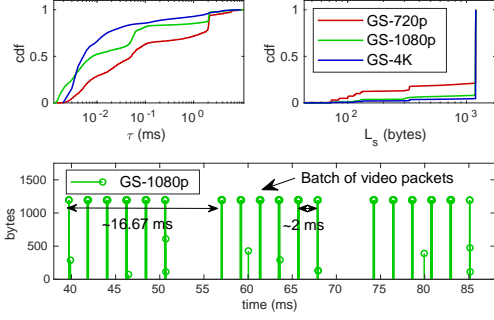 1
0.5
0
cdf
10^-2
10^-1
10^0
τ (ms)
1
0.5
0
cdf
GS-720p
GS-1080p
GS-4K
10^2
10^3
L_s (bytes)
1500
1000
500
0
bytes
GS-1080p
Batch of video packets
~16.67 ms
~2 ms
40
45
50
55
60
65
70
75
80
85
time (ms)